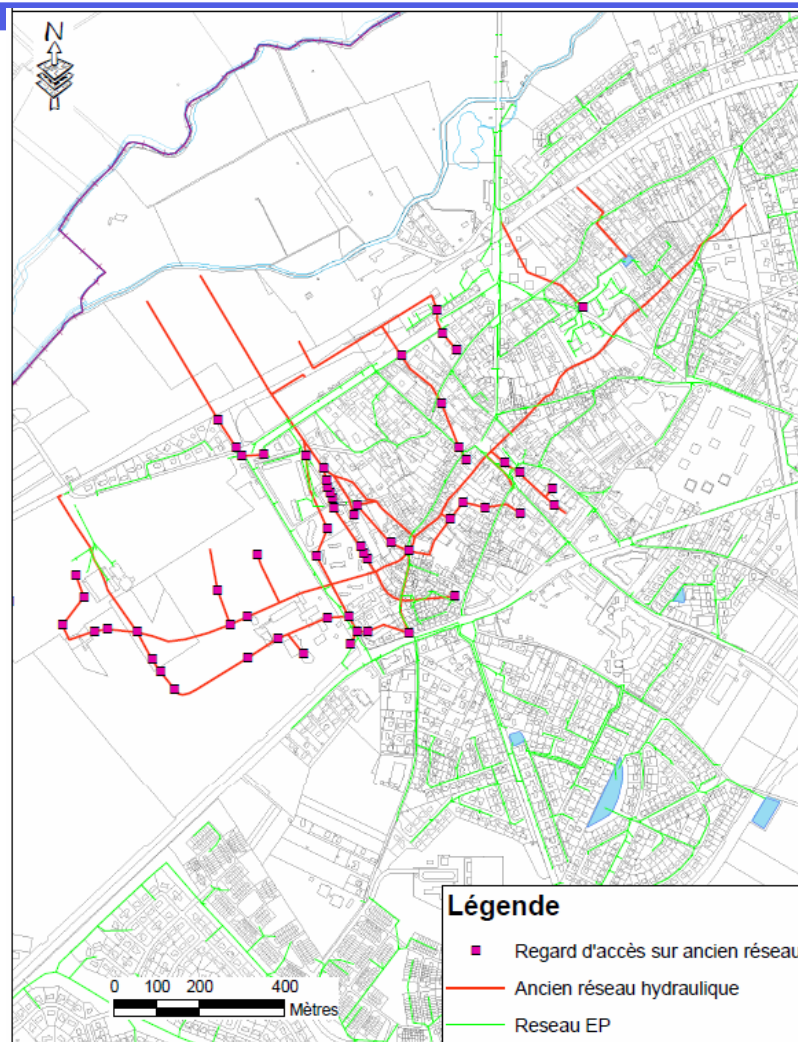 N
Légende
Regard d'accès sur ancien réseau
Ancien réseau hydraulique
Reseau EP
0 100 200 400
Mètres